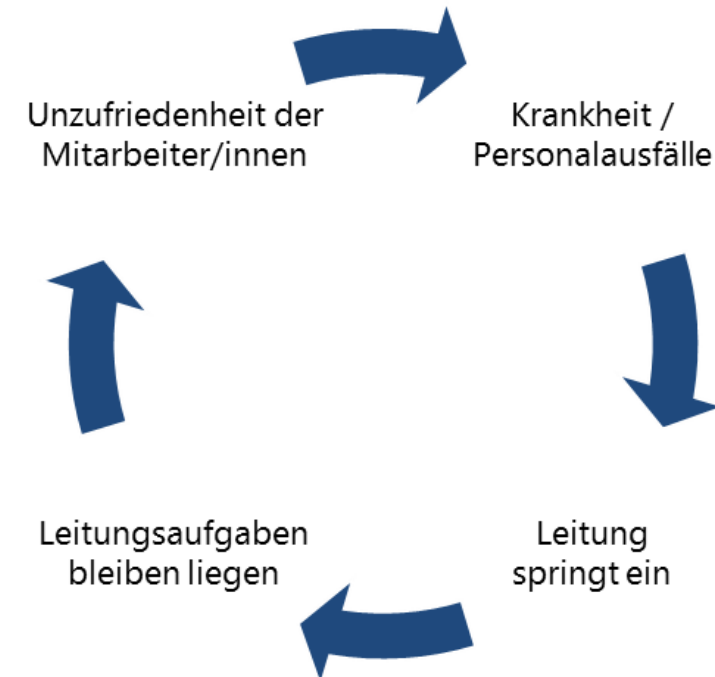 Unzufriedenheit der
Mitarbeiter/innen
Krankheit /
Personalausfälle
Leitung
springt ein
Leitungsaufgaben
bleiben liegen